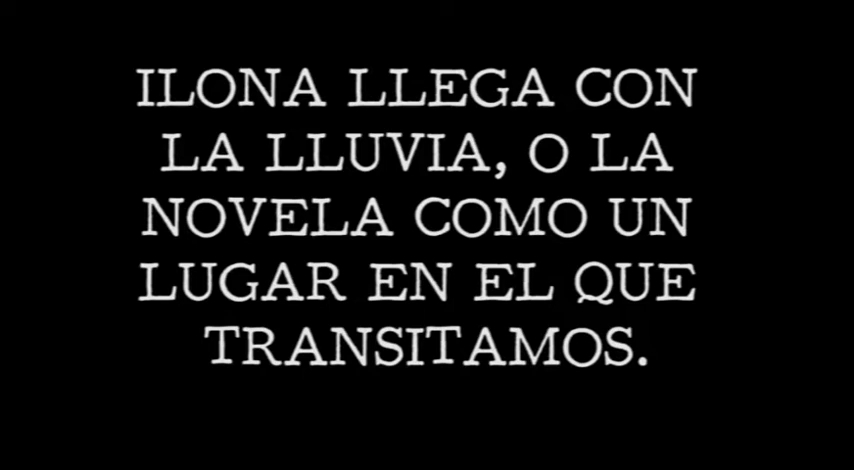 ILONA LLEGA CON
LA LLUVIA, O LA
NOVELA COMO UN
LUGAR EN EL QUE
TRANSITAMOS.